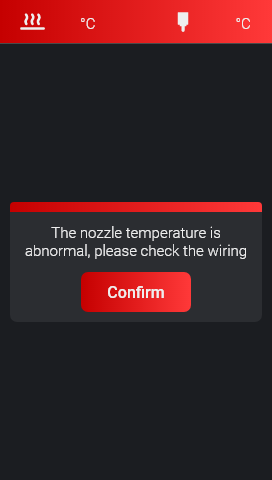 °C °C
The nozzle temperature is
abnormal, please check the wiring
Confirm